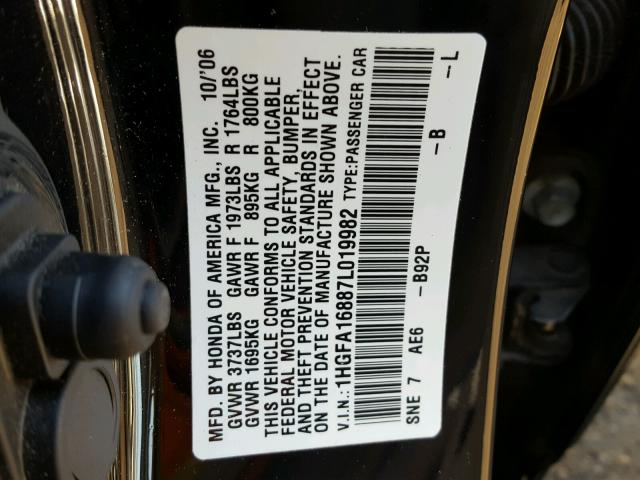 MFD. BY HONDA OF AMERICA MFG., INC. 10/'06
GVWR 3737LBS GAWR F 1973LBS R 1764LBS
GVWR 1695KG GAWR F 895KG R 800KG
THIS VEHICLE CONFORMS TO ALL APPLICABLE
FEDERAL MOTOR VEHICLE SAFETY, BUMPER,
AND THEFT PREVENTION STANDARDS IN EFFECT
ON THE DATE OF MANUFACTURE SHOWN ABOVE.
V.I.N.: 1HGFA16887L019982 TYPE:PASSENGER CAR
SNE 7 AE6 -B92P -B -L